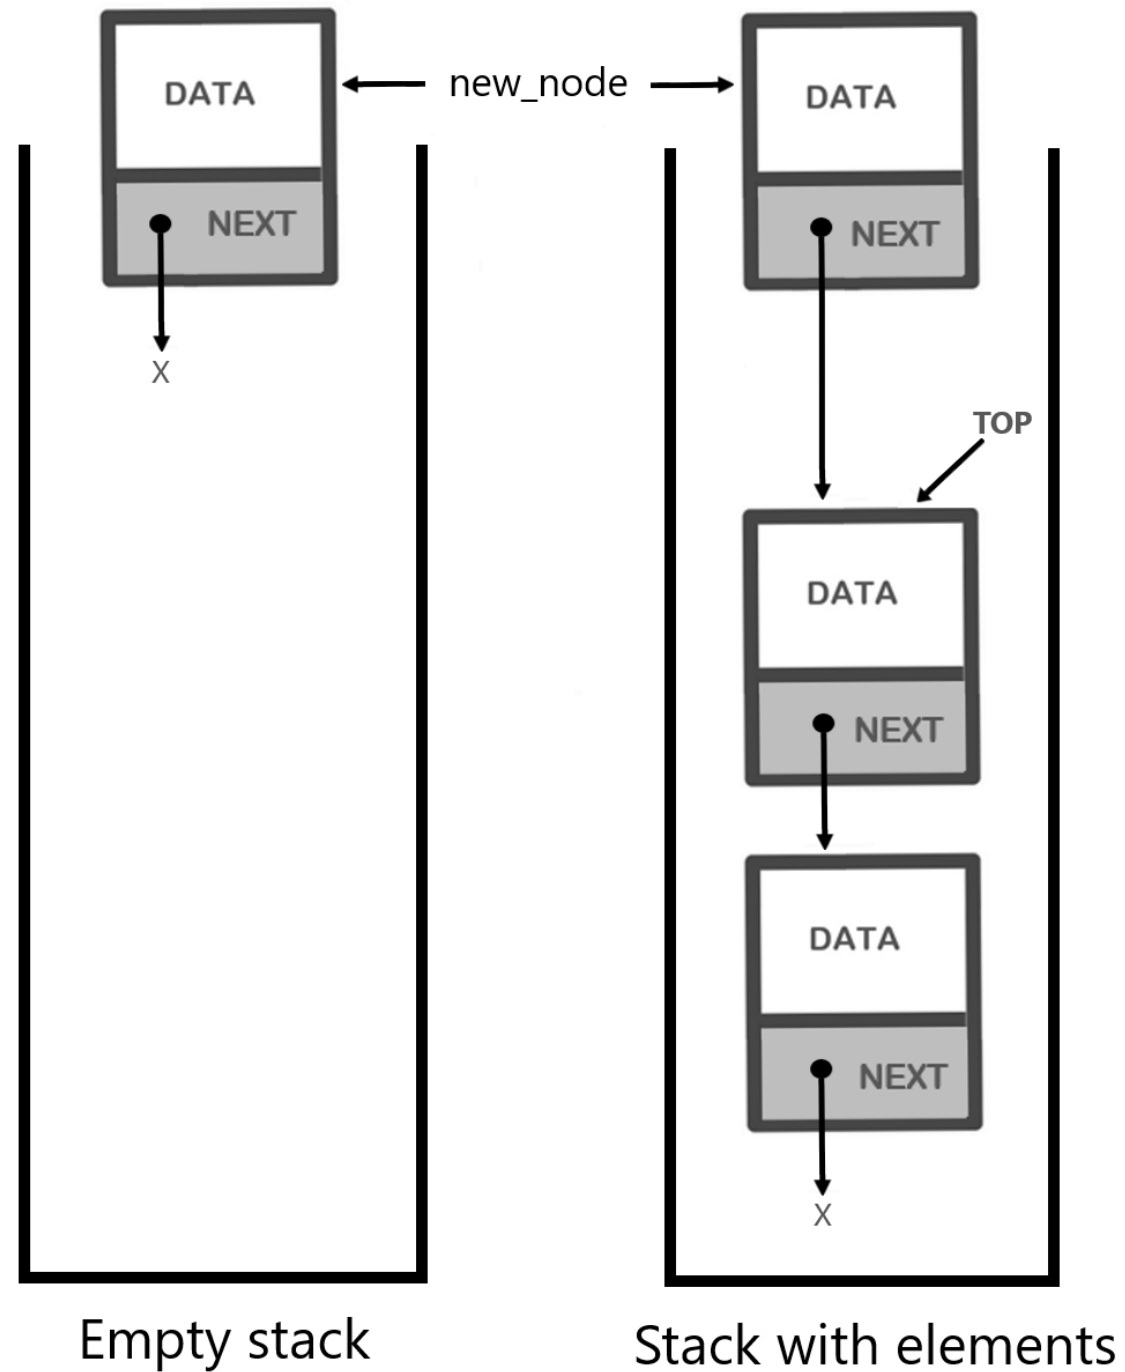 DATA
NEXT
X
new_node
DATA
NEXT
TOP
DATA
NEXT
DATA
NEXT
X
Empty stack
Stack with elements